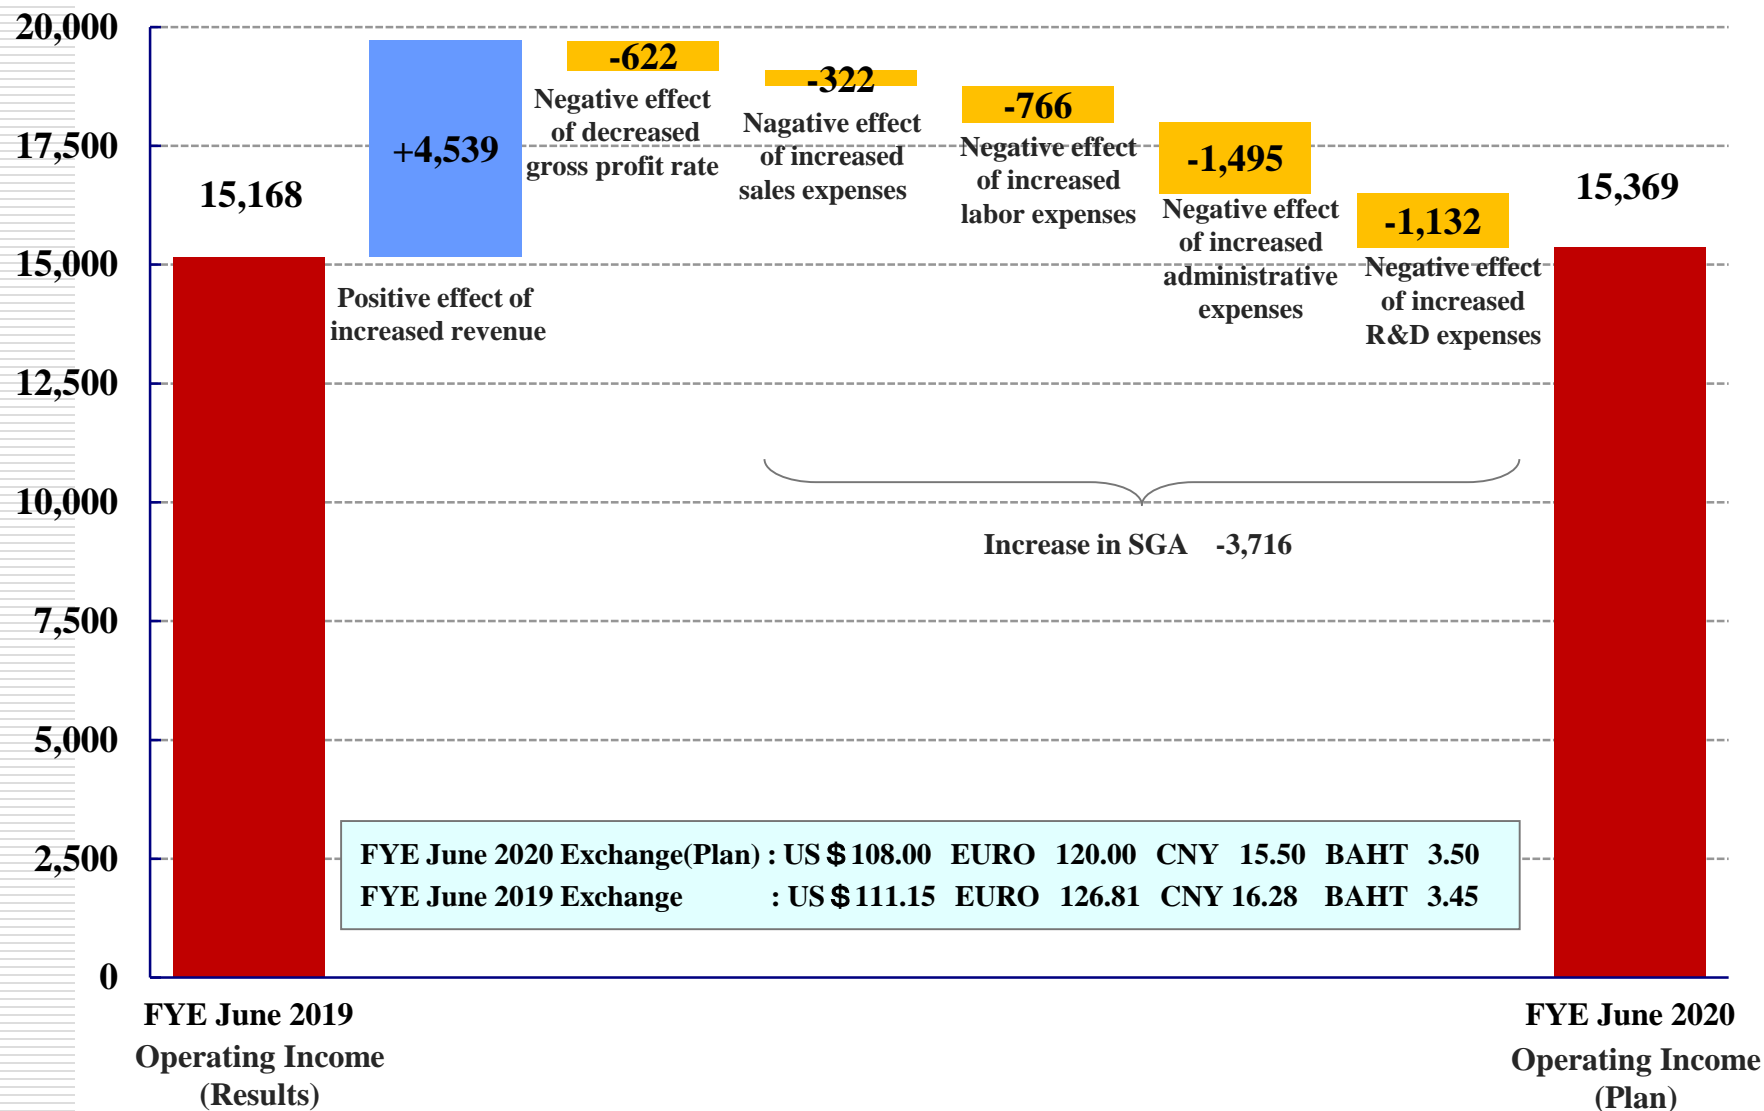 20,000
17,500
15,000
12,500
10,000
7,500
5,000
2,500
0
15,168
+4,539
Positive effect of
increased revenue
-622
Negative effect
of decreased
gross profit rate
-322
Nagative effect
of increased
sales expenses
-766
Negative effect
of increased
labor expenses
-1,495
Negative effect
of increased
administrative
expenses
-1,132
Negative effect
of increased
R&D expenses
15,369
Increase in SGA -3,716
FYE June 2020 Exchange(Plan) : US $ 108.00 EURO 120.00 CNY 15.50 BAHT 3.50
FYE June 2019 Exchange : US $ 111.15 EURO 126.81 CNY 16.28 BAHT 3.45
FYE June 2019
Operating Income
(Results)
FYE June 2020
Operating Income
(Plan)